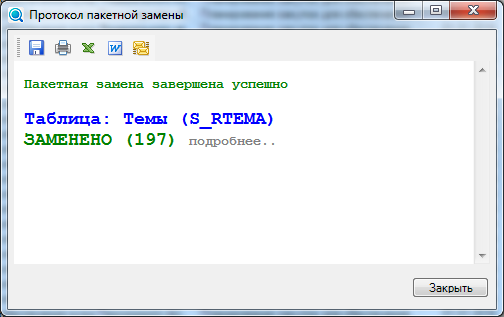 Протокол пакетной замены
Пакетная замена завершена успешно
Таблица: Темы (S_RTEMA)
ЗАМЕНЕНО (197) подробнее..
Закрыть